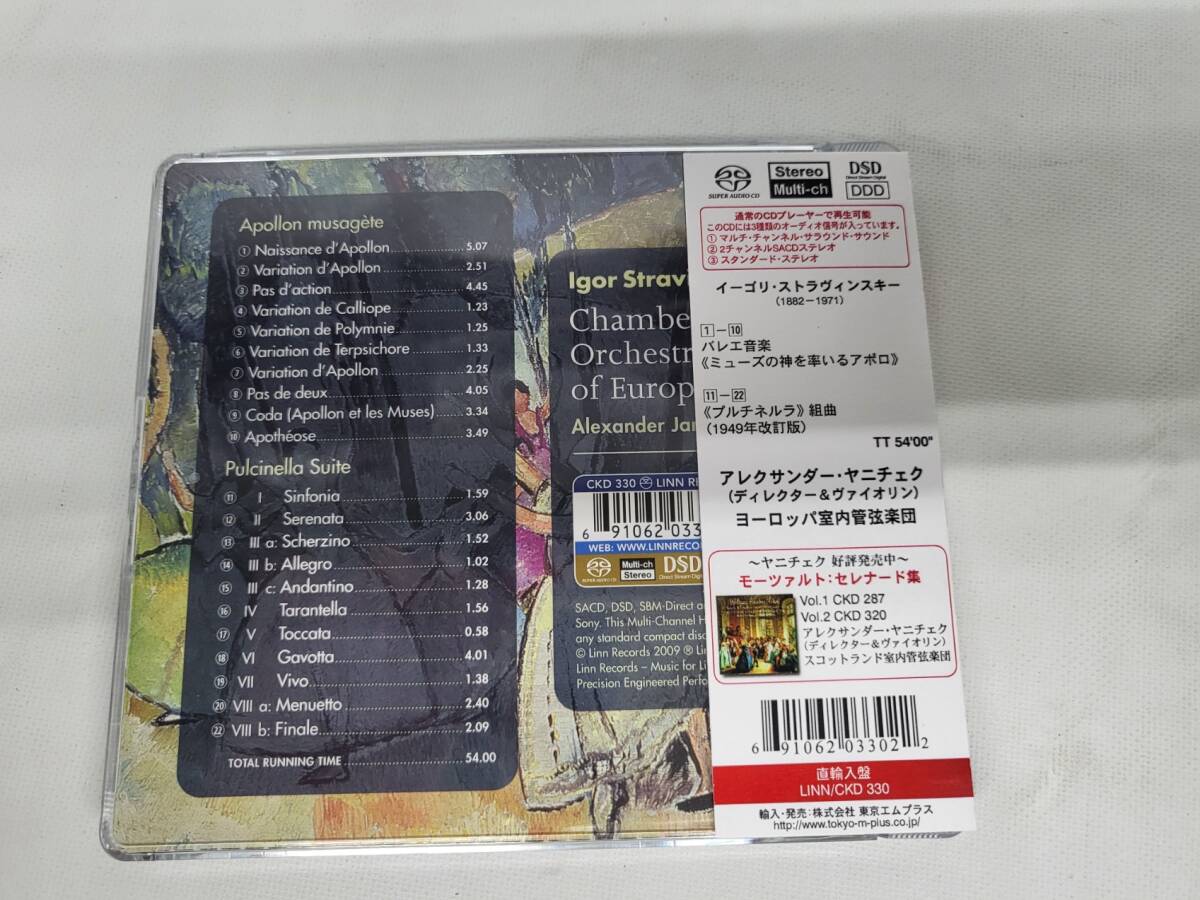 Apollon musagète
① Naissance d'Apollon 5.07
② Variation d'Apollon 2.51
③ Pas d'action 4.45
④ Variation de Calliope 1.23
⑤ Variation de Polymnie 1.25
⑥ Variation de Terpsichore 1.33
⑦ Variation d'Apollon 2.25
⑧ Pas de deux 4.05
⑨ Coda (Apollon et les Muses) 3.34
⑩ Apothéose 3.49
Pulcinella Suite
⑪ I Sinfonia 1.59
⑫ II Serenata 3.06
⑬ III a: Scherzino 1.52
⑭ III b: Allegro 1.02
⑮ III c: Andantino 1.28
⑯ IV Tarantella 1.56
⑰ V Toccata 0.58
⑱ VI Gavotta 4.01
⑲ VII Vivo 1.38
⑳ VIII a: Menuetto 2.40
㉒ VIII b: Finale 2.09
TOTAL RUNNING TIME 54.00
Igor Stravi
Chambe
Orchestr
of Europ
Alexander Jan
CKD 330 LINN RE
6 91062 033
WEB: WWW.LINNRECO
SUPER AUDIO CD
Multi-ch
Stereo
DSD
Direct Stream Digital
SACD, DSD, SBM-Direct a
Sony. This Multi-Channel H
any standard compact disc
© Linn Records 2009 ℗ Li
Linn Records – Music for Li
Precision Engineered Perfo
SUPER AUDIO CD
Stereo
Multi-ch
DSD
Direct Stream Digital
DDD
通常のCDプレーヤーで再生可能
このCDには3種類のオーディオ信号が入っています。
① マルチ・チャンネル・サラウンド・サウンド
② 2チャンネルSACDステレオ
③ スタンダード・ステレオ
イーゴリ・ストラヴィンスキー
(1882−1971)
1−10
バレエ音楽
《ミューズの神を率いるアポロ》
11−22
《プルチネルラ》組曲
(1949年改訂版)
TT 54'00"
アレクサンダー・ヤニチェク
(ディレクター&ヴァイオリン)
ヨーロッパ室内管弦楽団
〜ヤニチェク 好評発売中〜
モーツァルト:セレナード集
Vol.1 CKD 287
Vol.2 CKD 320
アレクサンダー・ヤニチェク
(ディレクター&ヴァイオリン)
スコットランド室内管弦楽団
6 91062 03302 2
直輸入盤
LINN/CKD 330
輸入・発売:株式会社 東京エムプラス
http://www.tokyo-m-plus.co.jp/